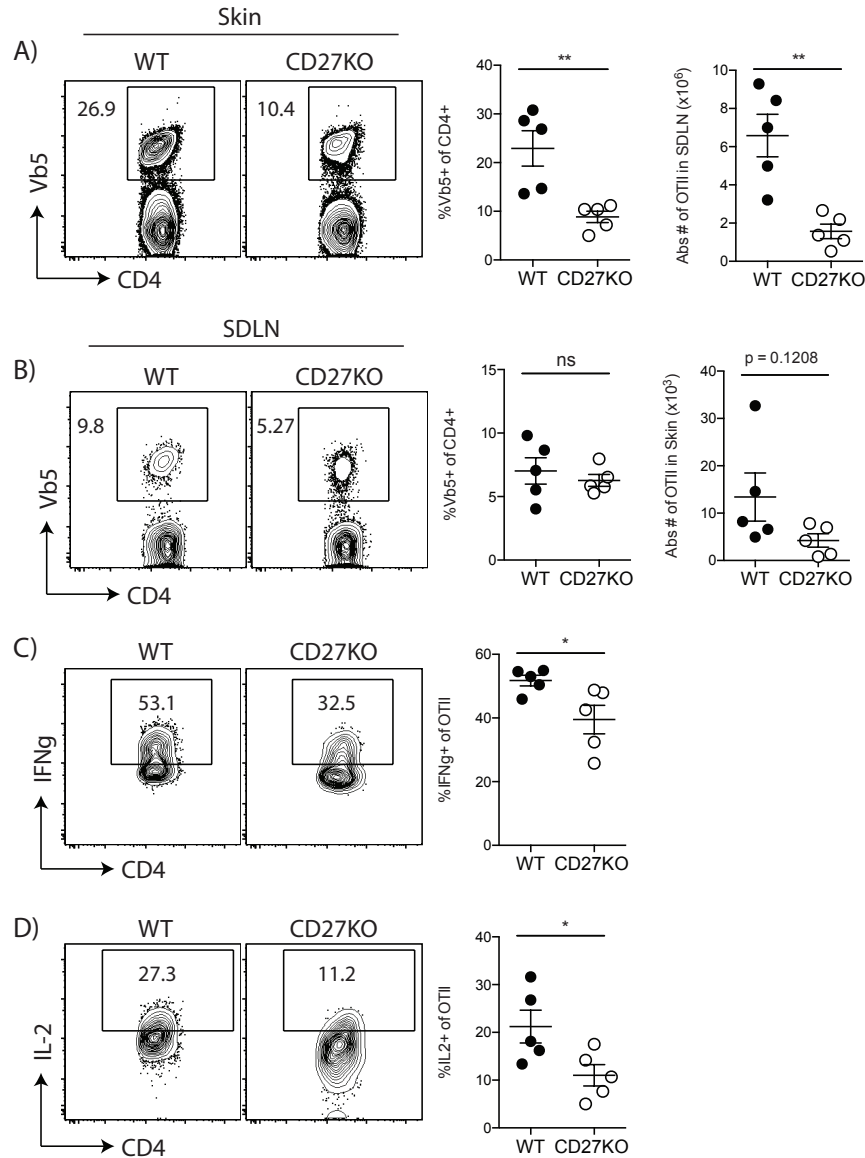 Skin
A)
WT
CD27KO
26.9
10.4
Vb5
CD4
%Vb5+ of CD4+
40
30
20
10
0
**
WT
CD27KO
Abs # of OTII in SDLN (x10⁶)
10
8
6
4
2
0
**
WT
CD27KO
SDLN
B)
WT
CD27KO
9.8
5.27
Vb5
CD4
%Vb5+ of CD4+
15
10
5
0
ns
WT
CD27KO
Abs # of OTII in Skin (x10³)
40
30
20
10
0
p = 0.1208
WT
CD27KO
C)
WT
CD27KO
53.1
32.5
IFNg
CD4
%IFNg+ of OTII
60
40
20
0
*
WT
CD27KO
D)
WT
CD27KO
27.3
11.2
IL-2
CD4
%IL2+ of OTII
40
30
20
10
0
*
WT
CD27KO